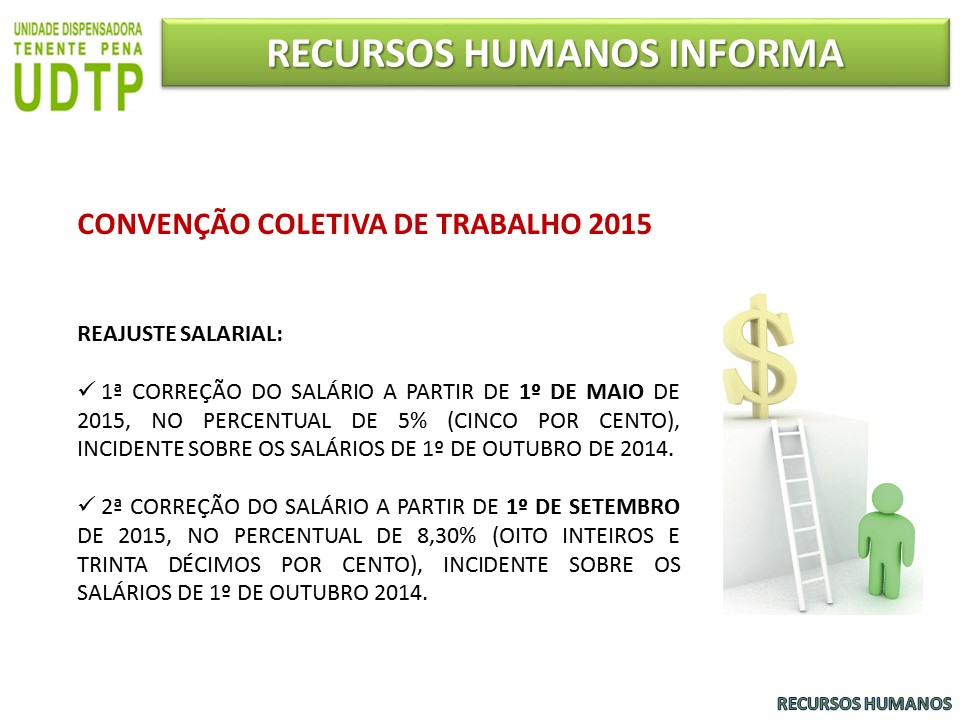 UNIDADE DISPENSADORA
TENENTE PENA
UDTP
RECURSOS HUMANOS INFORMA
CONVENÇÃO COLETIVA DE TRABALHO 2015
REAJUSTE SALARIAL:
✓ 1ª CORREÇÃO DO SALÁRIO A PARTIR DE 1º DE MAIO DE
2015, NO PERCENTUAL DE 5% (CINCO POR CENTO),
INCIDENTE SOBRE OS SALÁRIOS DE 1º DE OUTUBRO DE 2014.
✓ 2ª CORREÇÃO DO SALÁRIO A PARTIR DE 1º DE SETEMBRO
DE 2015, NO PERCENTUAL DE 8,30% (OITO INTEIROS E
TRINTA DÉCIMOS POR CENTO), INCIDENTE SOBRE OS
SALÁRIOS DE 1º DE OUTUBRO 2014.
$
RECURSOS HUMANOS